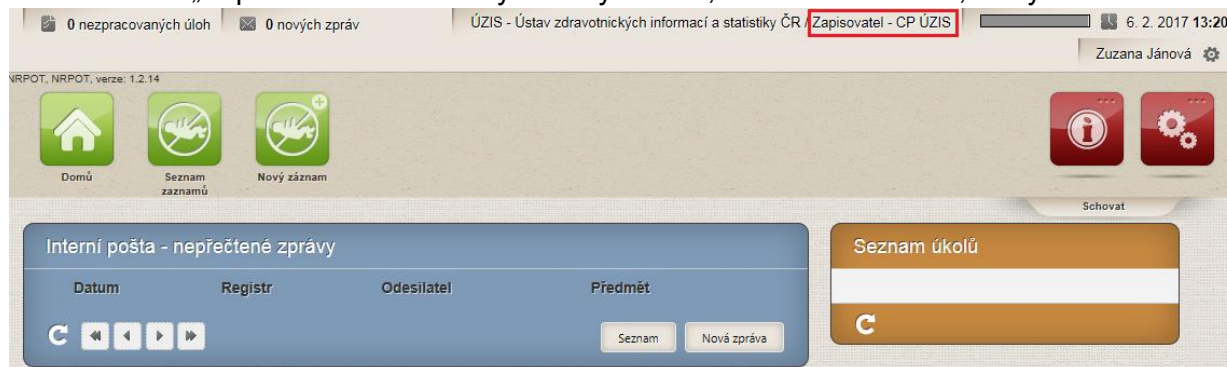 0 nezpracovaných úloh 0 nových zpráv ÚZIS - Ústav zdravotnických informací a statistiky ČR / Zapisovatel - CP ÚZIS 6. 2. 2017 13:20
Zuzana Jánová
NRPOT, NRPOT, verze: 1.2.14
Domů Seznam zaznamů Nový záznam
Schovat
Interní pošta - nepřečtené zprávy Seznam úkolů
Datum Registr Odesilatel Předmět
Seznam Nová zpráva